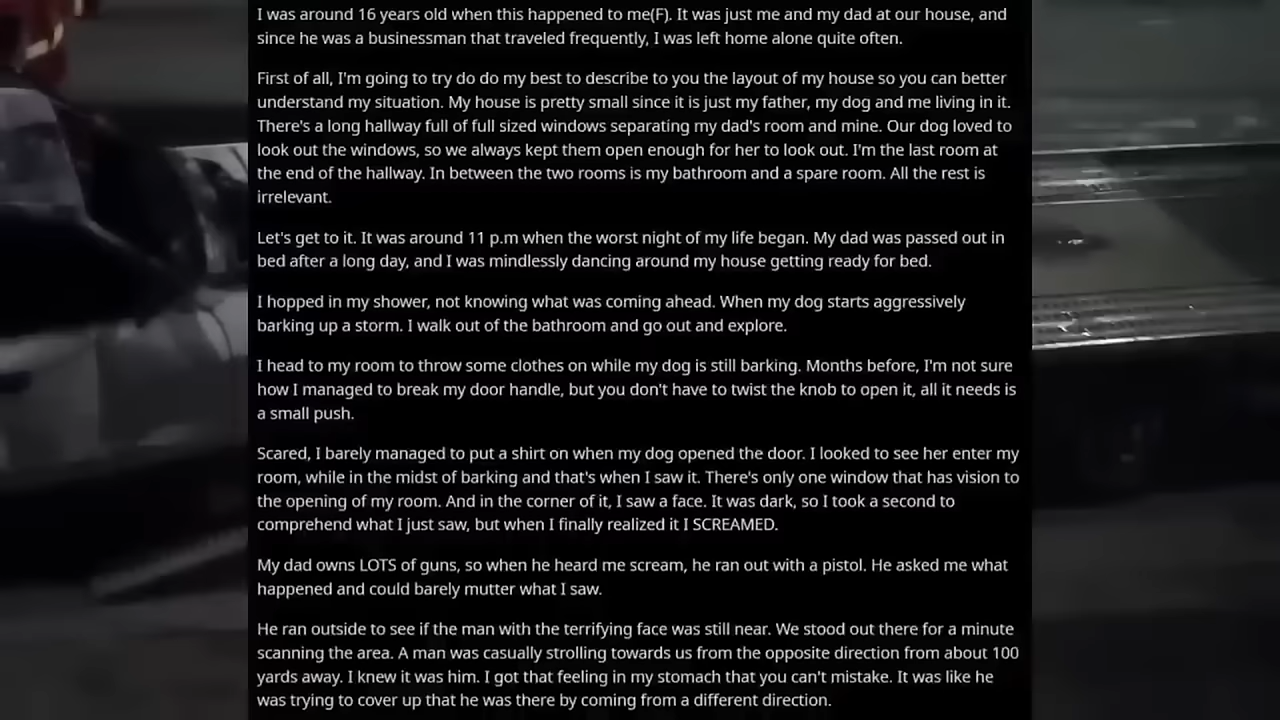 I was around 16 years old when this happened to me(F). It was just me and my dad at our house, and
since he was a businessman that traveled frequently, I was left home alone quite often.
First of all, I'm going to try do do my best to describe to you the layout of my house so you can better
understand my situation. My house is pretty small since it is just my father, my dog and me living in it.
There's a long hallway full of full sized windows separating my dad's room and mine. Our dog loved to
look out the windows, so we always kept them open enough for her to look out. I'm the last room at
the end of the hallway. In between the two rooms is my bathroom and a spare room. All the rest is
irrelevant.
Let's get to it. It was around 11 p.m when the worst night of my life began. My dad was passed out in
bed after a long day, and I was mindlessly dancing around my house getting ready for bed.
I hopped in my shower, not knowing what was coming ahead. When my dog starts aggressively
barking up a storm. I walk out of the bathroom and go out and explore.
I head to my room to throw some clothes on while my dog is still barking. Months before, I'm not sure
how I managed to break my door handle, but you don't have to twist the knob to open it, all it needs is
a small push.
Scared, I barely managed to put a shirt on when my dog opened the door. I looked to see her enter my
room, while in the midst of barking and that's when I saw it. There's only one window that has vision to
the opening of my room. And in the corner of it, I saw a face. It was dark, so I took a second to
comprehend what I just saw, but when I finally realized it I SCREAMED.
My dad owns LOTS of guns, so when he heard me scream, he ran out with a pistol. He asked me what
happened and could barely mutter what I saw.
He ran outside to see if the man with the terrifying face was still near. We stood out there for a minute
scanning the area. A man was casually strolling towards us from the opposite direction from about 100
yards away. I knew it was him. I got that feeling in my stomach that you can't mistake. It was like he
was trying to cover up that he was there by coming from a different direction.